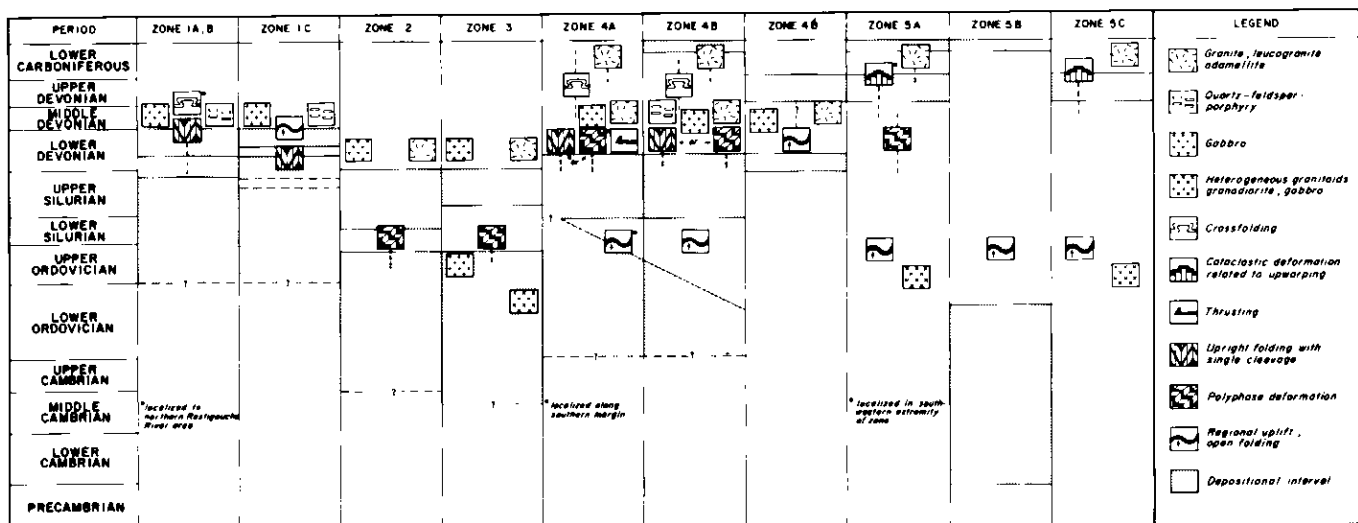 PERIOD
ZONE 1A,B
ZONE 1C
ZONE 2
ZONE 3
ZONE 4A
ZONE 4B
ZONE 4B
ZONE 5A
ZONE 5B
ZONE 5C
LEGEND
LOWER
CARBONIFEROUS
UPPER
DEVONIAN
MIDDLE
DEVONIAN
LOWER
DEVONIAN
UPPER
SILURIAN
LOWER
SILURIAN
UPPER
ORDOVICIAN
LOWER
ORDOVICIAN
UPPER
CAMBRIAN
MIDDLE
CAMBRIAN
LOWER
CAMBRIAN
PRECAMBRIAN
or
or
* localized to
northern Restigouche
River area
* localized along
southern margin
* localized in south-
western extremity
of zone
Granite, leucogranite
adamellite
Quartz-feldspar-
porphyry
Gabbro
Heterogeneous granitoids
granodiorite, gabbro
Crossfolding
Cataclastic deformation
related to upwarping
Thrusting
Upright folding with
single cleavage
Polyphase deformation
Regional uplift,
open folding
Depositional interval